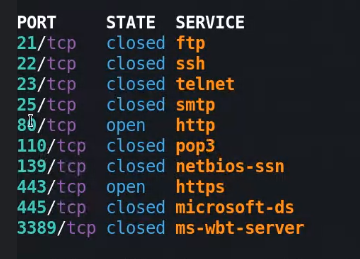 PORT STATE SERVICE
21/tcp closed ftp
22/tcp closed ssh
23/tcp closed telnet
25/tcp closed smtp
80/tcp open http
110/tcp closed pop3
139/tcp closed netbios-ssn
443/tcp open https
445/tcp closed microsoft-ds
3389/tcp closed ms-wbt-server